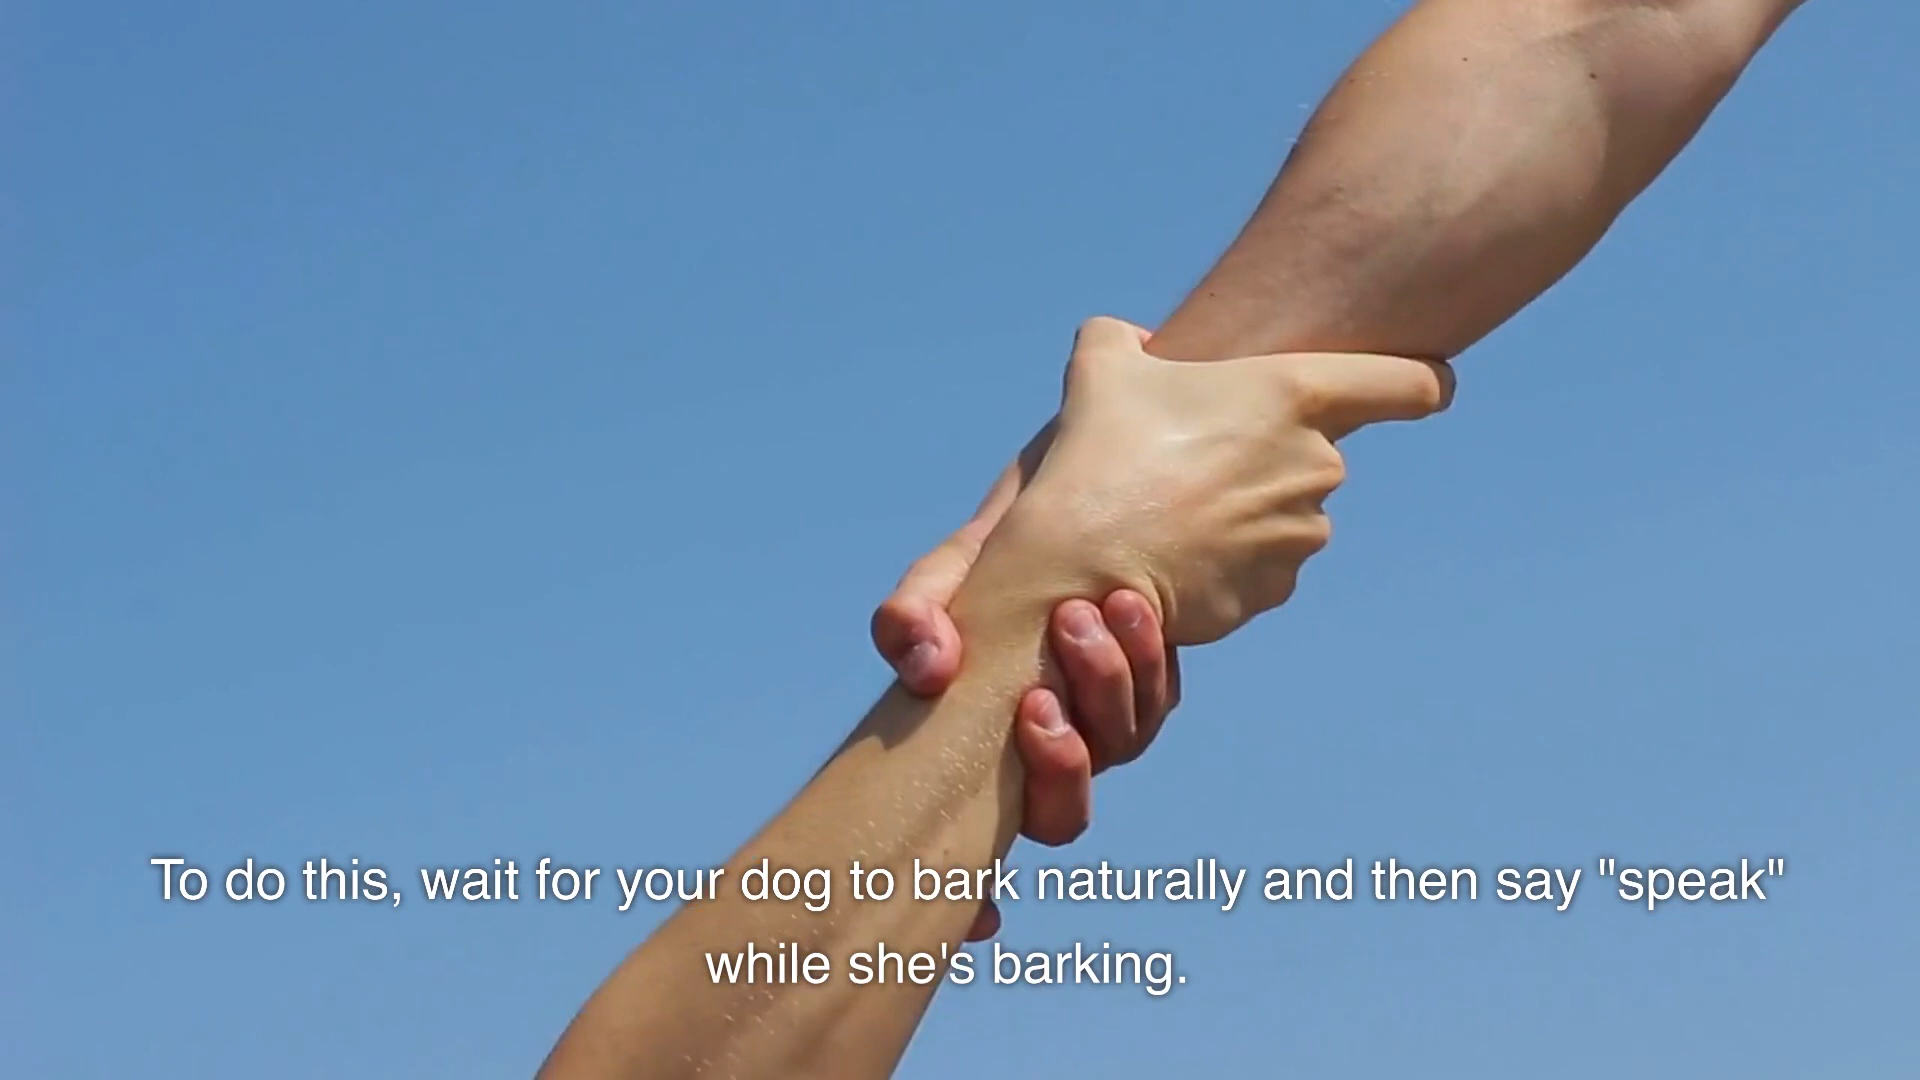 To do this, wait for your dog to bark naturally and then say "speak"
while she's barking.